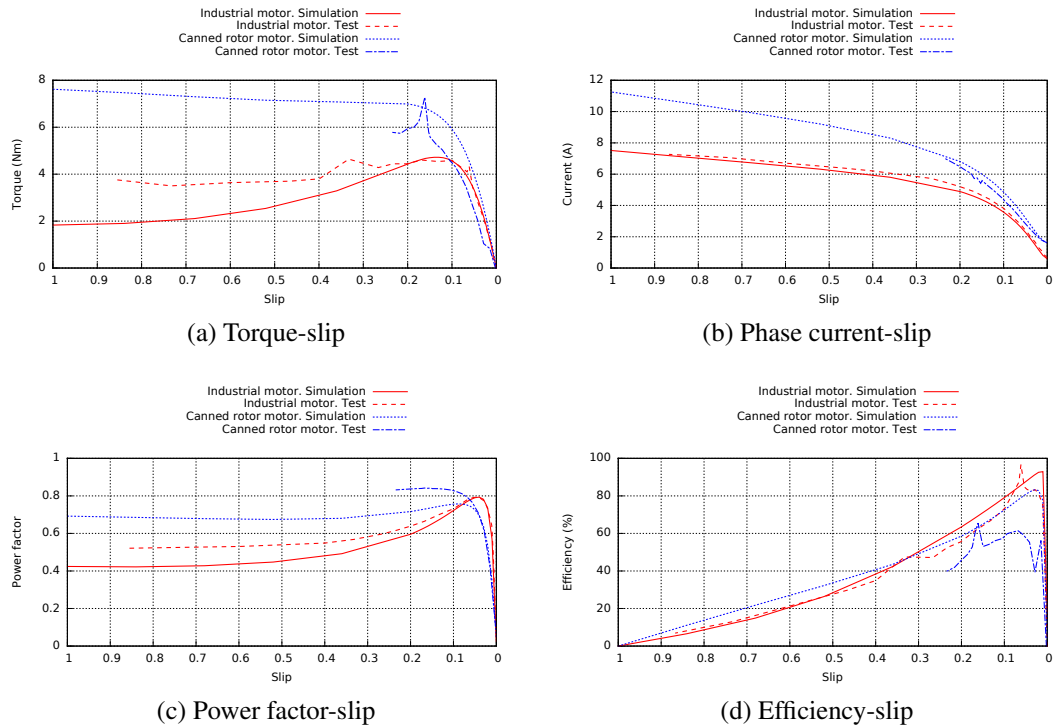 Industrial motor. Simulation
Industrial motor. Test
Canned rotor motor. Simulation
Canned rotor motor. Test
8
6
4
2
0
Torque (Nm)
1 0.9 0.8 0.7 0.6 0.5 0.4 0.3 0.2 0.1 0
Slip
(a) Torque-slip
Industrial motor. Simulation
Industrial motor. Test
Canned rotor motor. Simulation
Canned rotor motor. Test
12
10
8
6
4
2
0
Current (A)
1 0.9 0.8 0.7 0.6 0.5 0.4 0.3 0.2 0.1 0
Slip
(b) Phase current-slip
Industrial motor. Simulation
Industrial motor. Test
Canned rotor motor. Simulation
Canned rotor motor. Test
1
0.8
0.6
0.4
0.2
0
Power factor
1 0.9 0.8 0.7 0.6 0.5 0.4 0.3 0.2 0.1 0
Slip
(c) Power factor-slip
Industrial motor. Simulation
Industrial motor. Test
Canned rotor motor. Simulation
Canned rotor motor. Test
100
80
60
40
20
0
Efficiency (%)
1 0.9 0.8 0.7 0.6 0.5 0.4 0.3 0.2 0.1 0
Slip
(d) Efficiency-slip